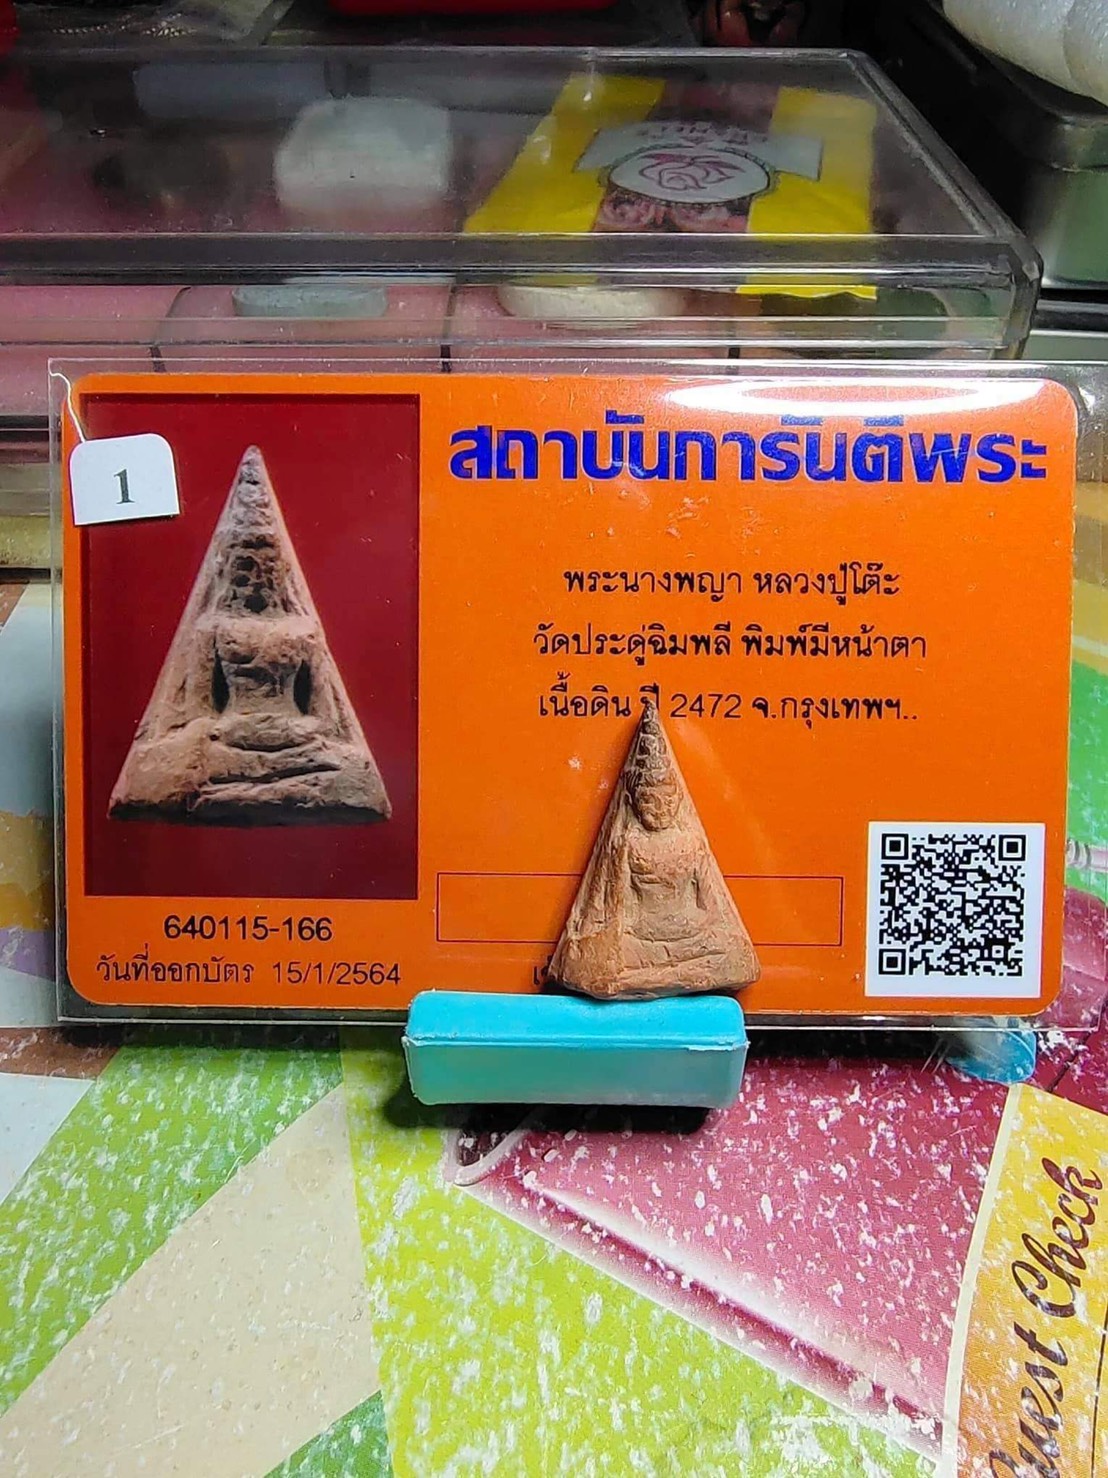 สถาบันการันตีพระ
1
พระนางพญา หลวงปู่โต๊ะ
วัดประดู่ฉิมพลี พิมพ์มีหน้าตา
เนื้อดิน ปี 2472 จ.กรุงเทพฯ..
640115-166
วันที่ออกบัตร 15/1/2564
Guest Check